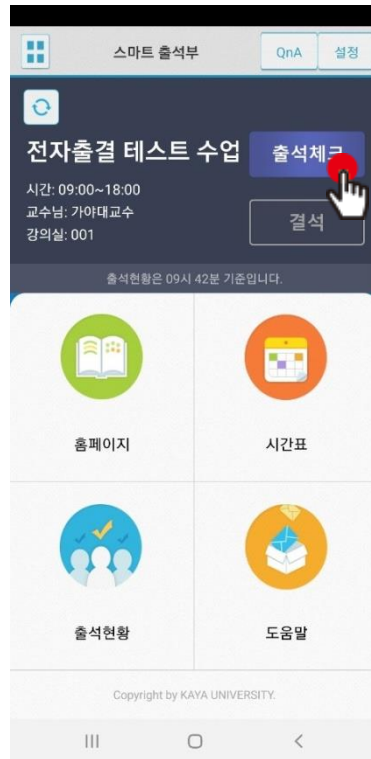 스마트 출석부
QnA
설정
전자출결 테스트 수업
출석체크
시간: 09:00~18:00
교수님: 가야대교수
강의실: 001
결석
출석현황은 09시 42분 기준입니다.
홈페이지
시간표
출석현황
도움말
Copyright by KAYA UNIVERSITY.